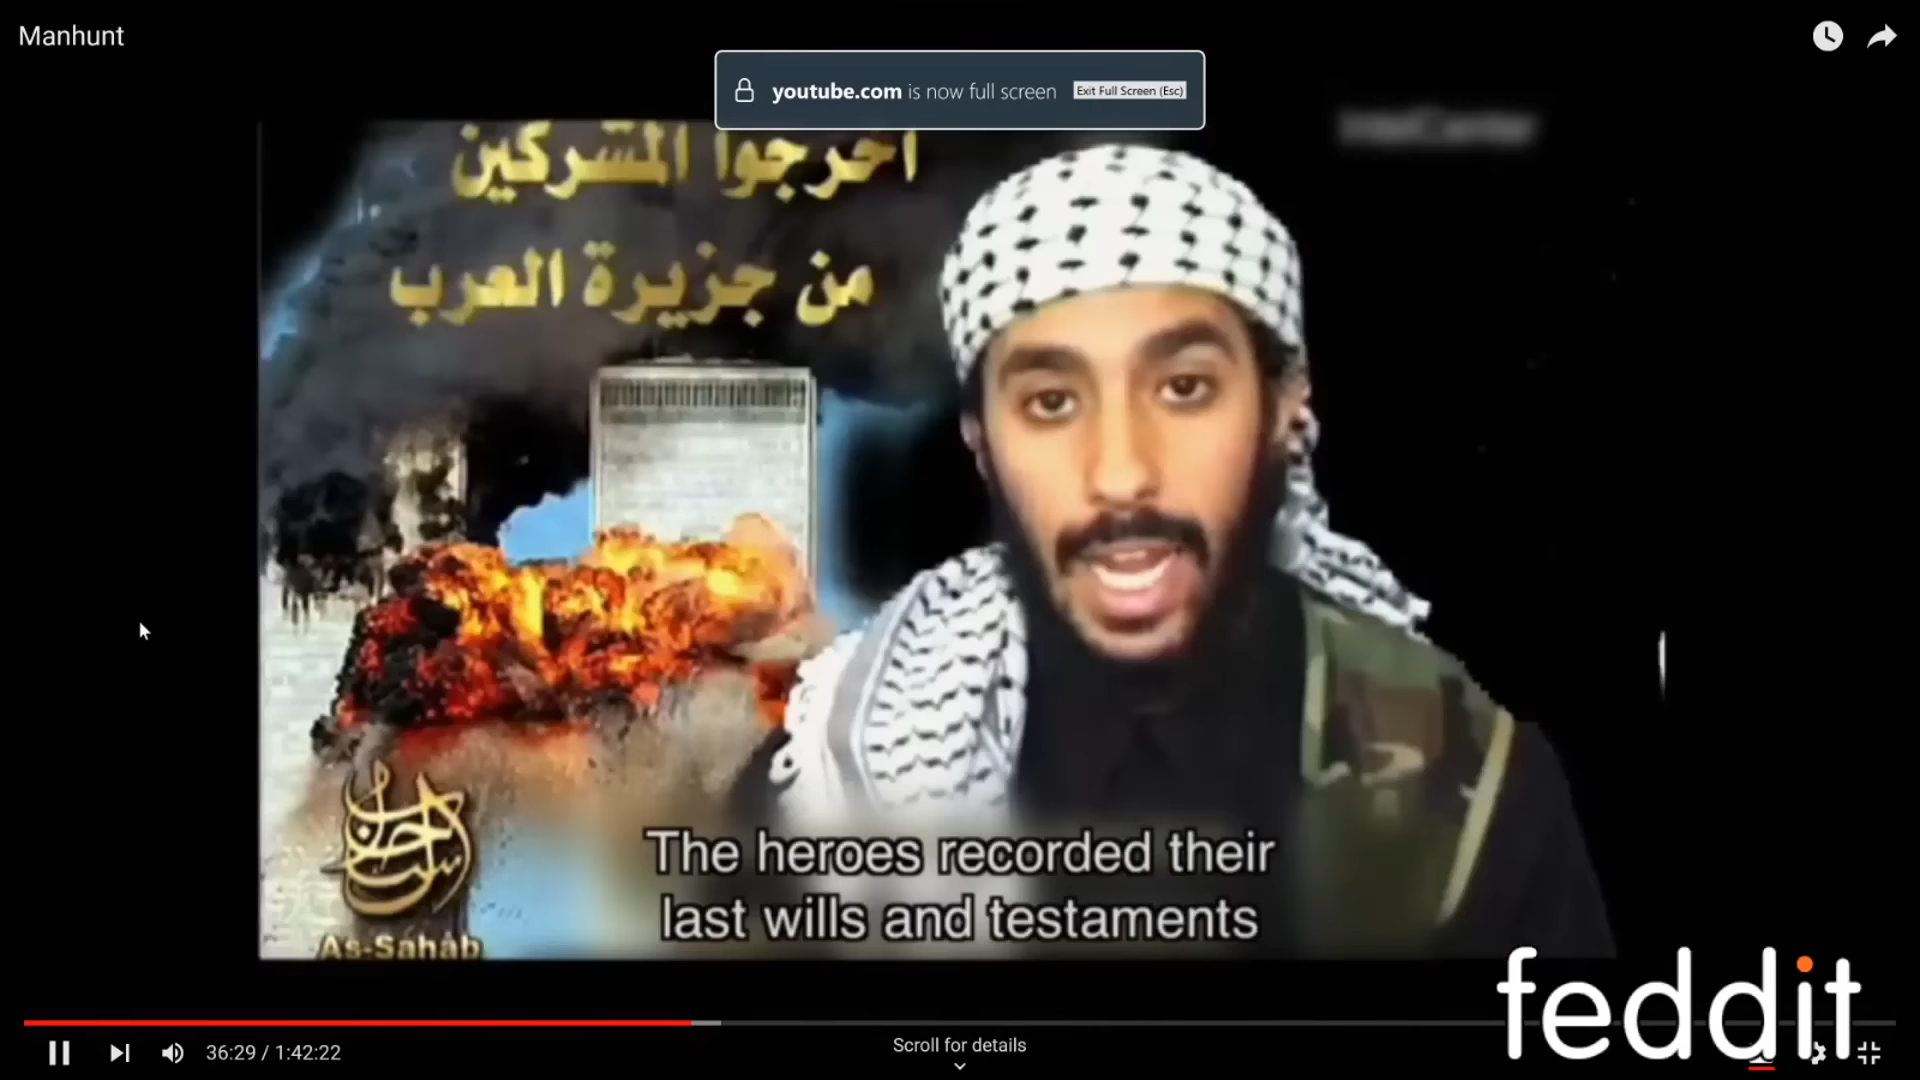 Manhunt
youtube.com is now full screen Exit Full Screen (Esc)
اخرجوا المشركين
من جزيرة العرب
The heroes recorded their
last wills and testaments
As-Sahab
feddit
36:29 / 1:42:22
Scroll for details